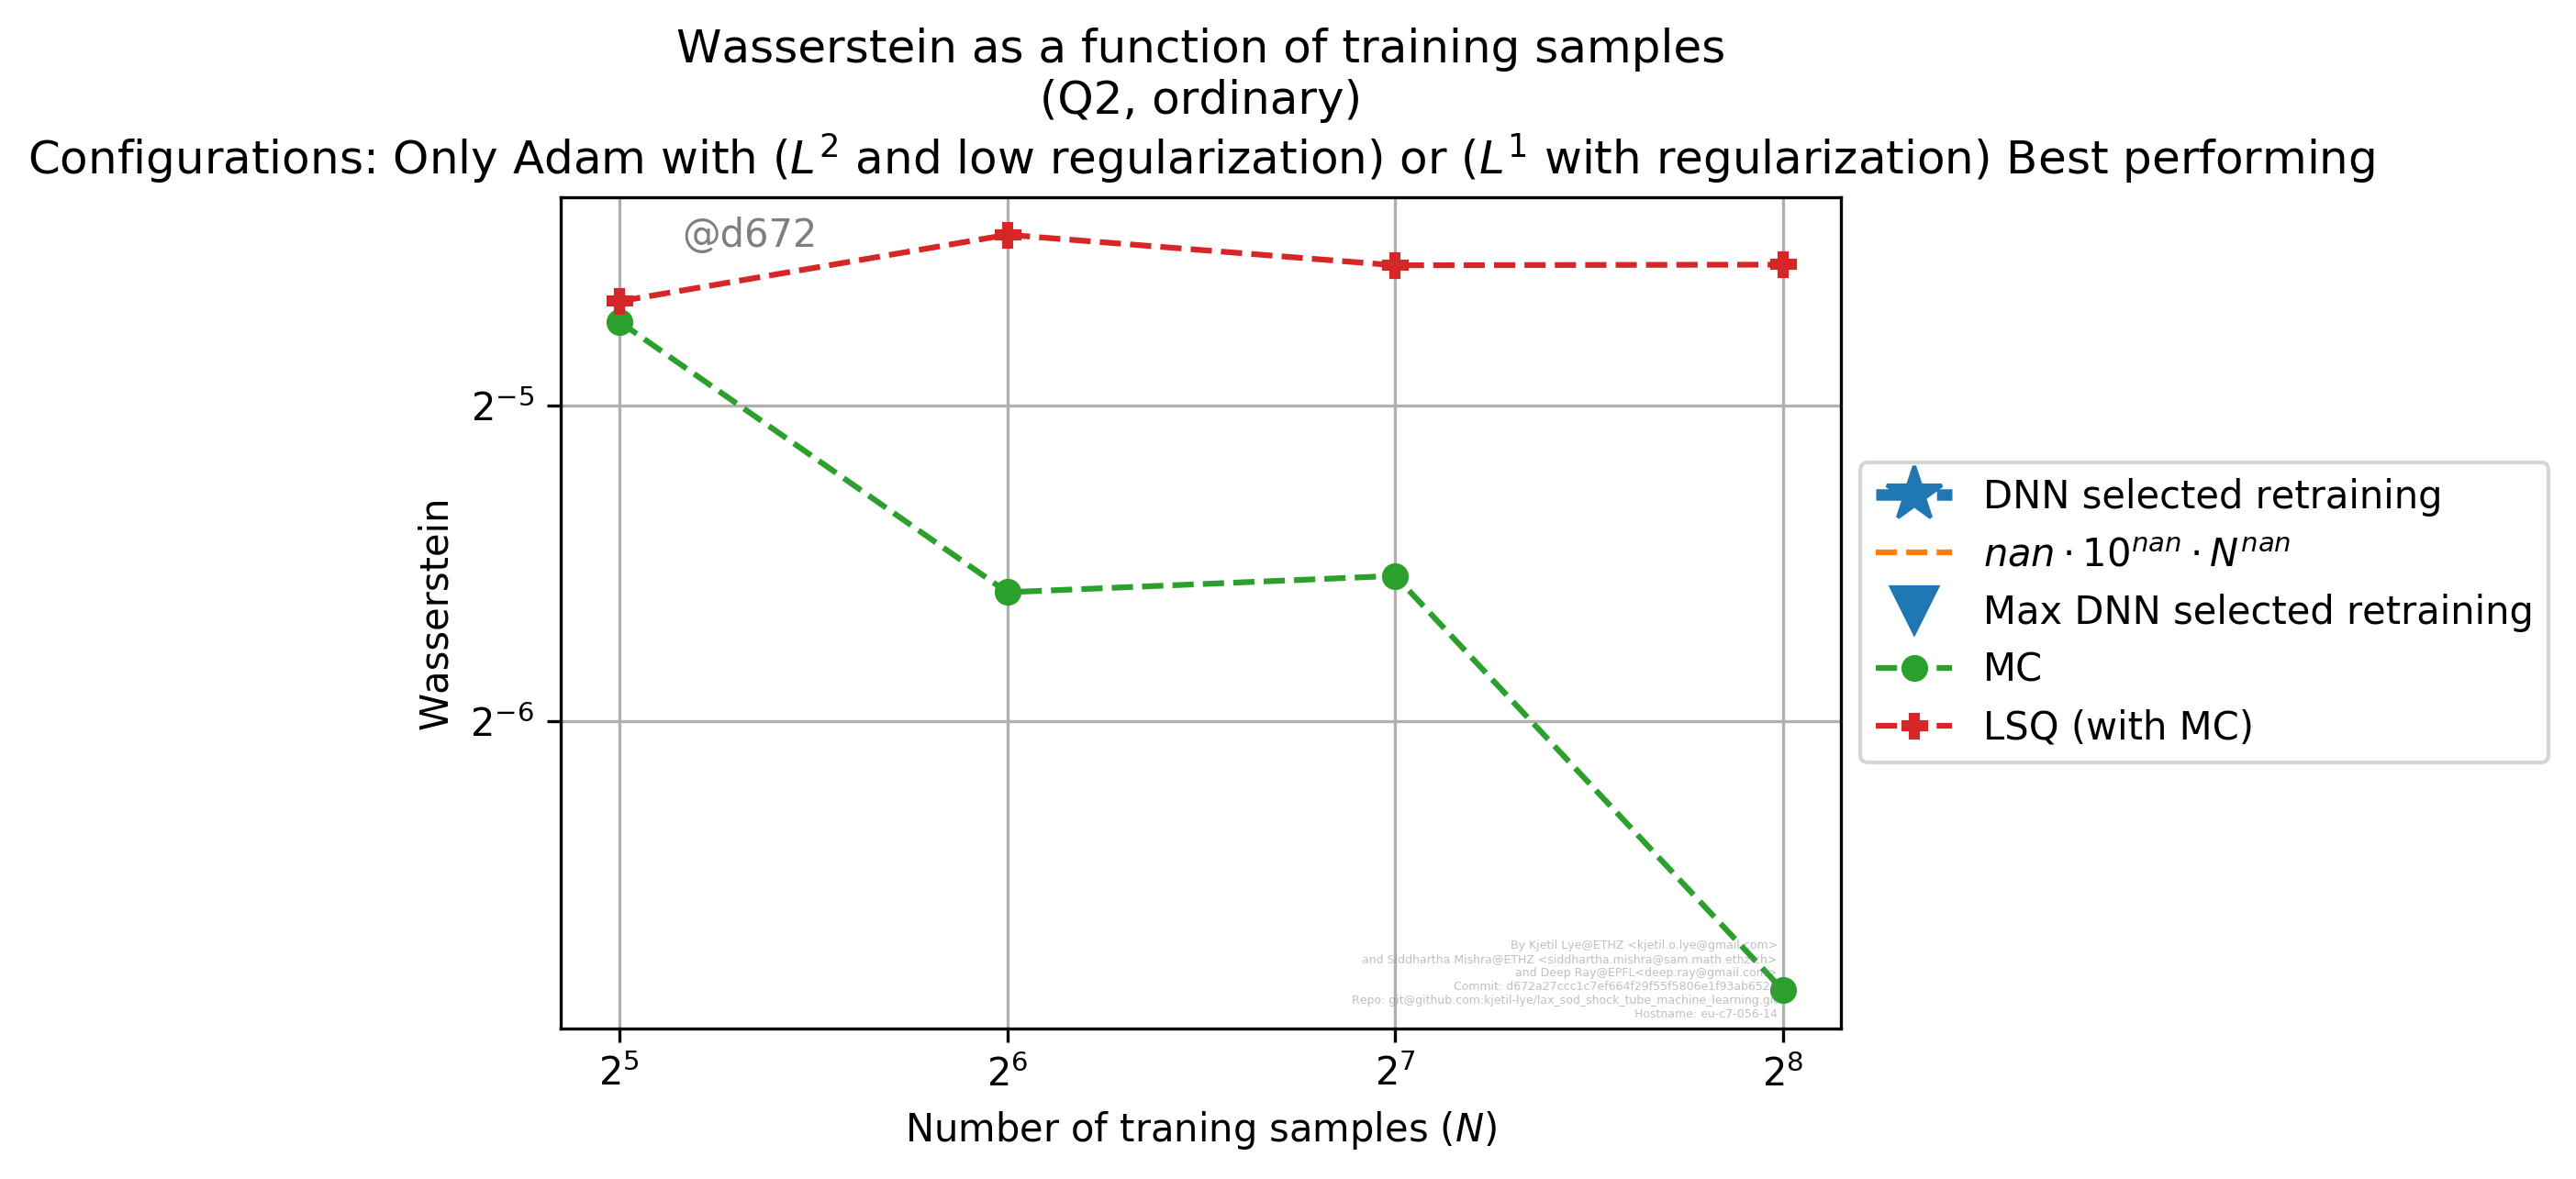 Wasserstein as a function of training samples
(Q2, ordinary)
Configurations: Only Adam with (L² and low regularization) or (L¹ with regularization) Best performing
@d672
2⁻⁵
2⁻⁶
Wasserstein
DNN selected retraining
nan · 10ⁿᵃⁿ · Nⁿᵃⁿ
Max DNN selected retraining
MC
LSQ (with MC)
By Kjetil Lye@ETHZ <kjetil.o.lye@gmail.com>
and Siddhartha Mishra@ETHZ <siddhartha.mishra@sam.math.ethz.ch>
and Deep Ray@EPFL<deep.ray@gmail.com>
Commit:
Repo: git@github.com:kjetil-lye/lax_sod_shock_tube_machine_learning.git
Hostname: eu-c7-056-14
2⁵ 2⁶ 2⁷ 2⁸
Number of traning samples (N)